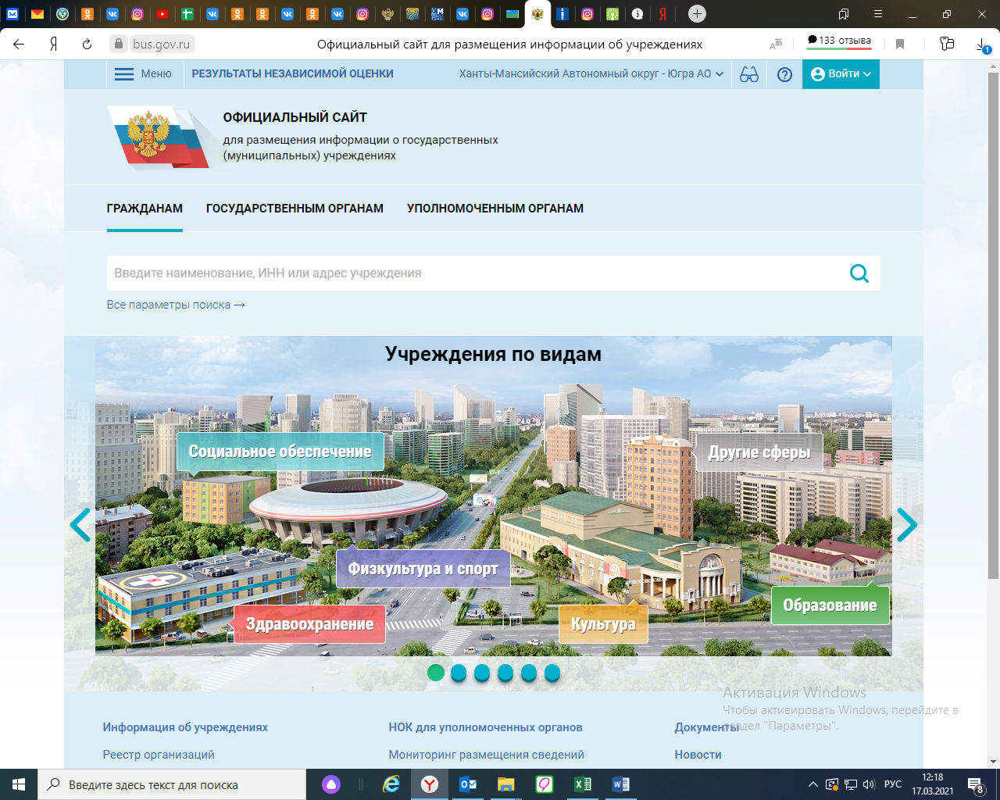 bus.gov.ru
Официальный сайт для размещения информации об учреждениях
133 отзыва
1
Меню
РЕЗУЛЬТАТЫ НЕЗАВИСИМОЙ ОЦЕНКИ
Ханты-Мансийский Автономный округ - Югра АО
Войти
ОФИЦИАЛЬНЫЙ САЙТ
для размещения информации о государственных
(муниципальных) учреждениях
ГРАЖДАНАМ
ГОСУДАРСТВЕННЫМ ОРГАНАМ
УПОЛНОМОЧЕННЫМ ОРГАНАМ
Введите наименование, ИНН или адрес учреждения
Все параметры поиска →
Учреждения по видам
Социальное обеспечение
Другие сферы
Физкультура и спорт
Образование
Здравоохранение
Культура
Активация Windows
Чтобы активировать Windows, перейдите в
раздел "Параметры".
Информация об учреждениях
НОК для уполномоченных органов
Документы
Реестр организаций
Мониторинг размещения сведений
Новости
Введите здесь текст для поиска
РУС
12:18
17.03.2021
8